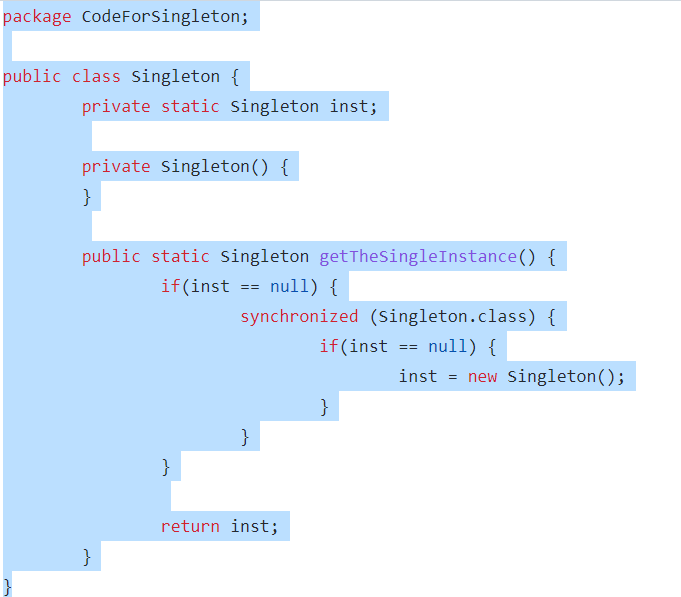 package CodeForSingleton;
public class Singleton {
private static Singleton inst;
private Singleton() {
}
public static Singleton getTheSingleInstance() {
if(inst == null) {
synchronized (Singleton.class) {
if(inst == null) {
inst = new Singleton();
}
}
}
return inst;
}
}